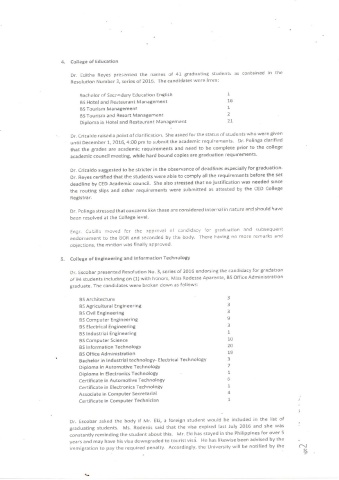 4. College of Education
Dr. Editha Reyes presented the names of 41 graduating students as contained in the
Resolution Number 3, series of 2016. The candidates were from:
Bachelor of Secondary Education English 1
BS Hotel and Restaurant Management 16
BS Tourism Management 1
BS Tourism and Resort Management 2
Diploma in Hotel and Restaurant Management 11
Dr. Crizaldo raised a point of clarification. She asked for the status of students who were given
until December 1, 2016, 4:00 pm to submit the academic requirements. Dr. Polinga clarified
that the grades are academic requirements and need to be complete prior to the college
academic council meeting, while hard bound copies are graduation requirements.
Dr. Crizaldo suggested to be stricter in the observance of deadlines especially for graduation.
Dr. Reyes certified that the students were able to comply all the requirements before the set
deadline by CED Academic council. She also stressed that no justification was needed since
the routing slips and other requirements were submitted as attested by the CED College
Registrar.
Dr. Polinga stressed that concerns like these are considered internal in nature and should have
been resolved at the College level.
Engr. Cubillo moved for the approval of candidacy for graduation and subsequent
endorsement to the BOR and seconded by the body. There having no more remarks and
objections, the motion was finally approved.
5. College of Engineering and Information Technology
Dr. Escobar presented Resolution No. 3, series of 2016 endorsing the candidacy for graduation
of 84 students including on (1) with honors, Miss Rodessa Aparente, BS Office Administration
graduate. The candidates were broken down as follows:
BS Architecture
BS Agricultural Engineering 3
BS Civil Engineering
BS Computer Engineering 9
BS Electrical Engineering 3
BS Industrial Engineering 1
BS Computer Science 10
BS Information Technology 20
BS Office Administration
Bachelor in Industrial technology- Electrical Technology 3
Diploma in Automotive Technology 7
Diploma in Electronics Technology 1
Certificate in Automotive Technology
Certificate in Electronics Technology
Associate in Computer Secretarial 4
Certificate in Computer Technician
Dr. Escobar asked the body if Mr. a foreign student would be included in the list of
graduating students. Ms. Rodenas said that the visa expired last July 2016 and she was
constantly reminding the student about this. Mr. has stayed in the Philippines for over 5
years and may have his visa downgraded to tourist visa. He has likewise been advised by the
immigration to pay the required penalty. Accordingly, the University will be notified by the